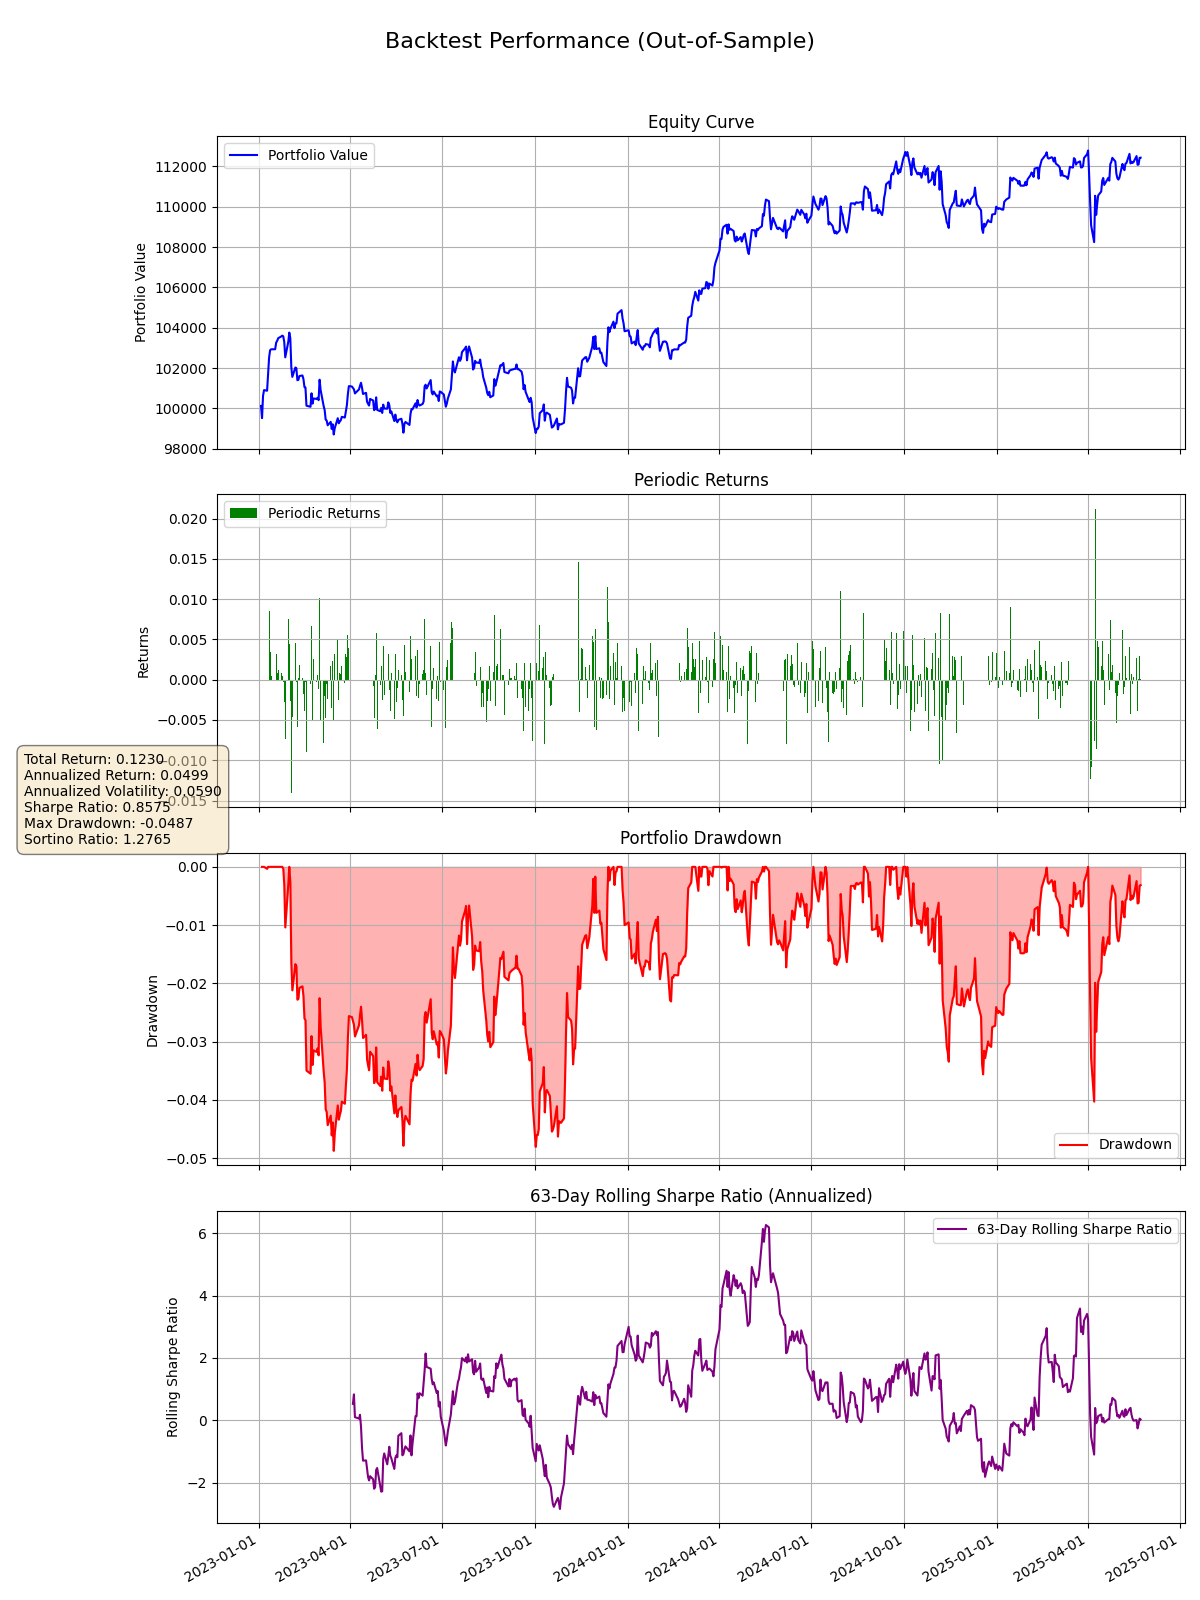 Backtest Performance (Out-of-Sample)
Equity Curve
Portfolio Value
Portfolio Value
112000
110000
108000
106000
104000
102000
100000
98000
Periodic Returns
Periodic Returns
Returns
0.020
0.015
0.010
0.005
0.000
−0.005
−0.010
−0.015
Total Return: 0.1230
Annualized Return: 0.0499
Annualized Volatility: 0.0590
Sharpe Ratio: 0.8575
Max Drawdown: -0.0487
Sortino Ratio: 1.2765
Portfolio Drawdown
Drawdown
0.00
−0.01
−0.02
−0.03
−0.04
−0.05
Drawdown
63-Day Rolling Sharpe Ratio (Annualized)
63-Day Rolling Sharpe Ratio
Rolling Sharpe Ratio
6
4
2
0
−2
2023-01-01
2023-04-01
2023-07-01
2023-10-01
2024-01-01
2024-04-01
2024-07-01
2024-10-01
2025-01-01
2025-04-01
2025-07-01